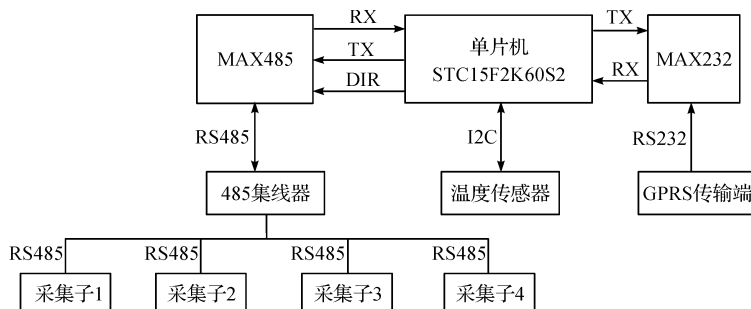 RX
TX
单片机
STC15F2K60S2
MAX485
TX
MAX232
RX
DIR
RS485
I2C
RS232
485集线器
温度传感器
GPRS传输端
RS485
RS485
RS485
RS485
采集子1
采集子2
采集子3
采集子4